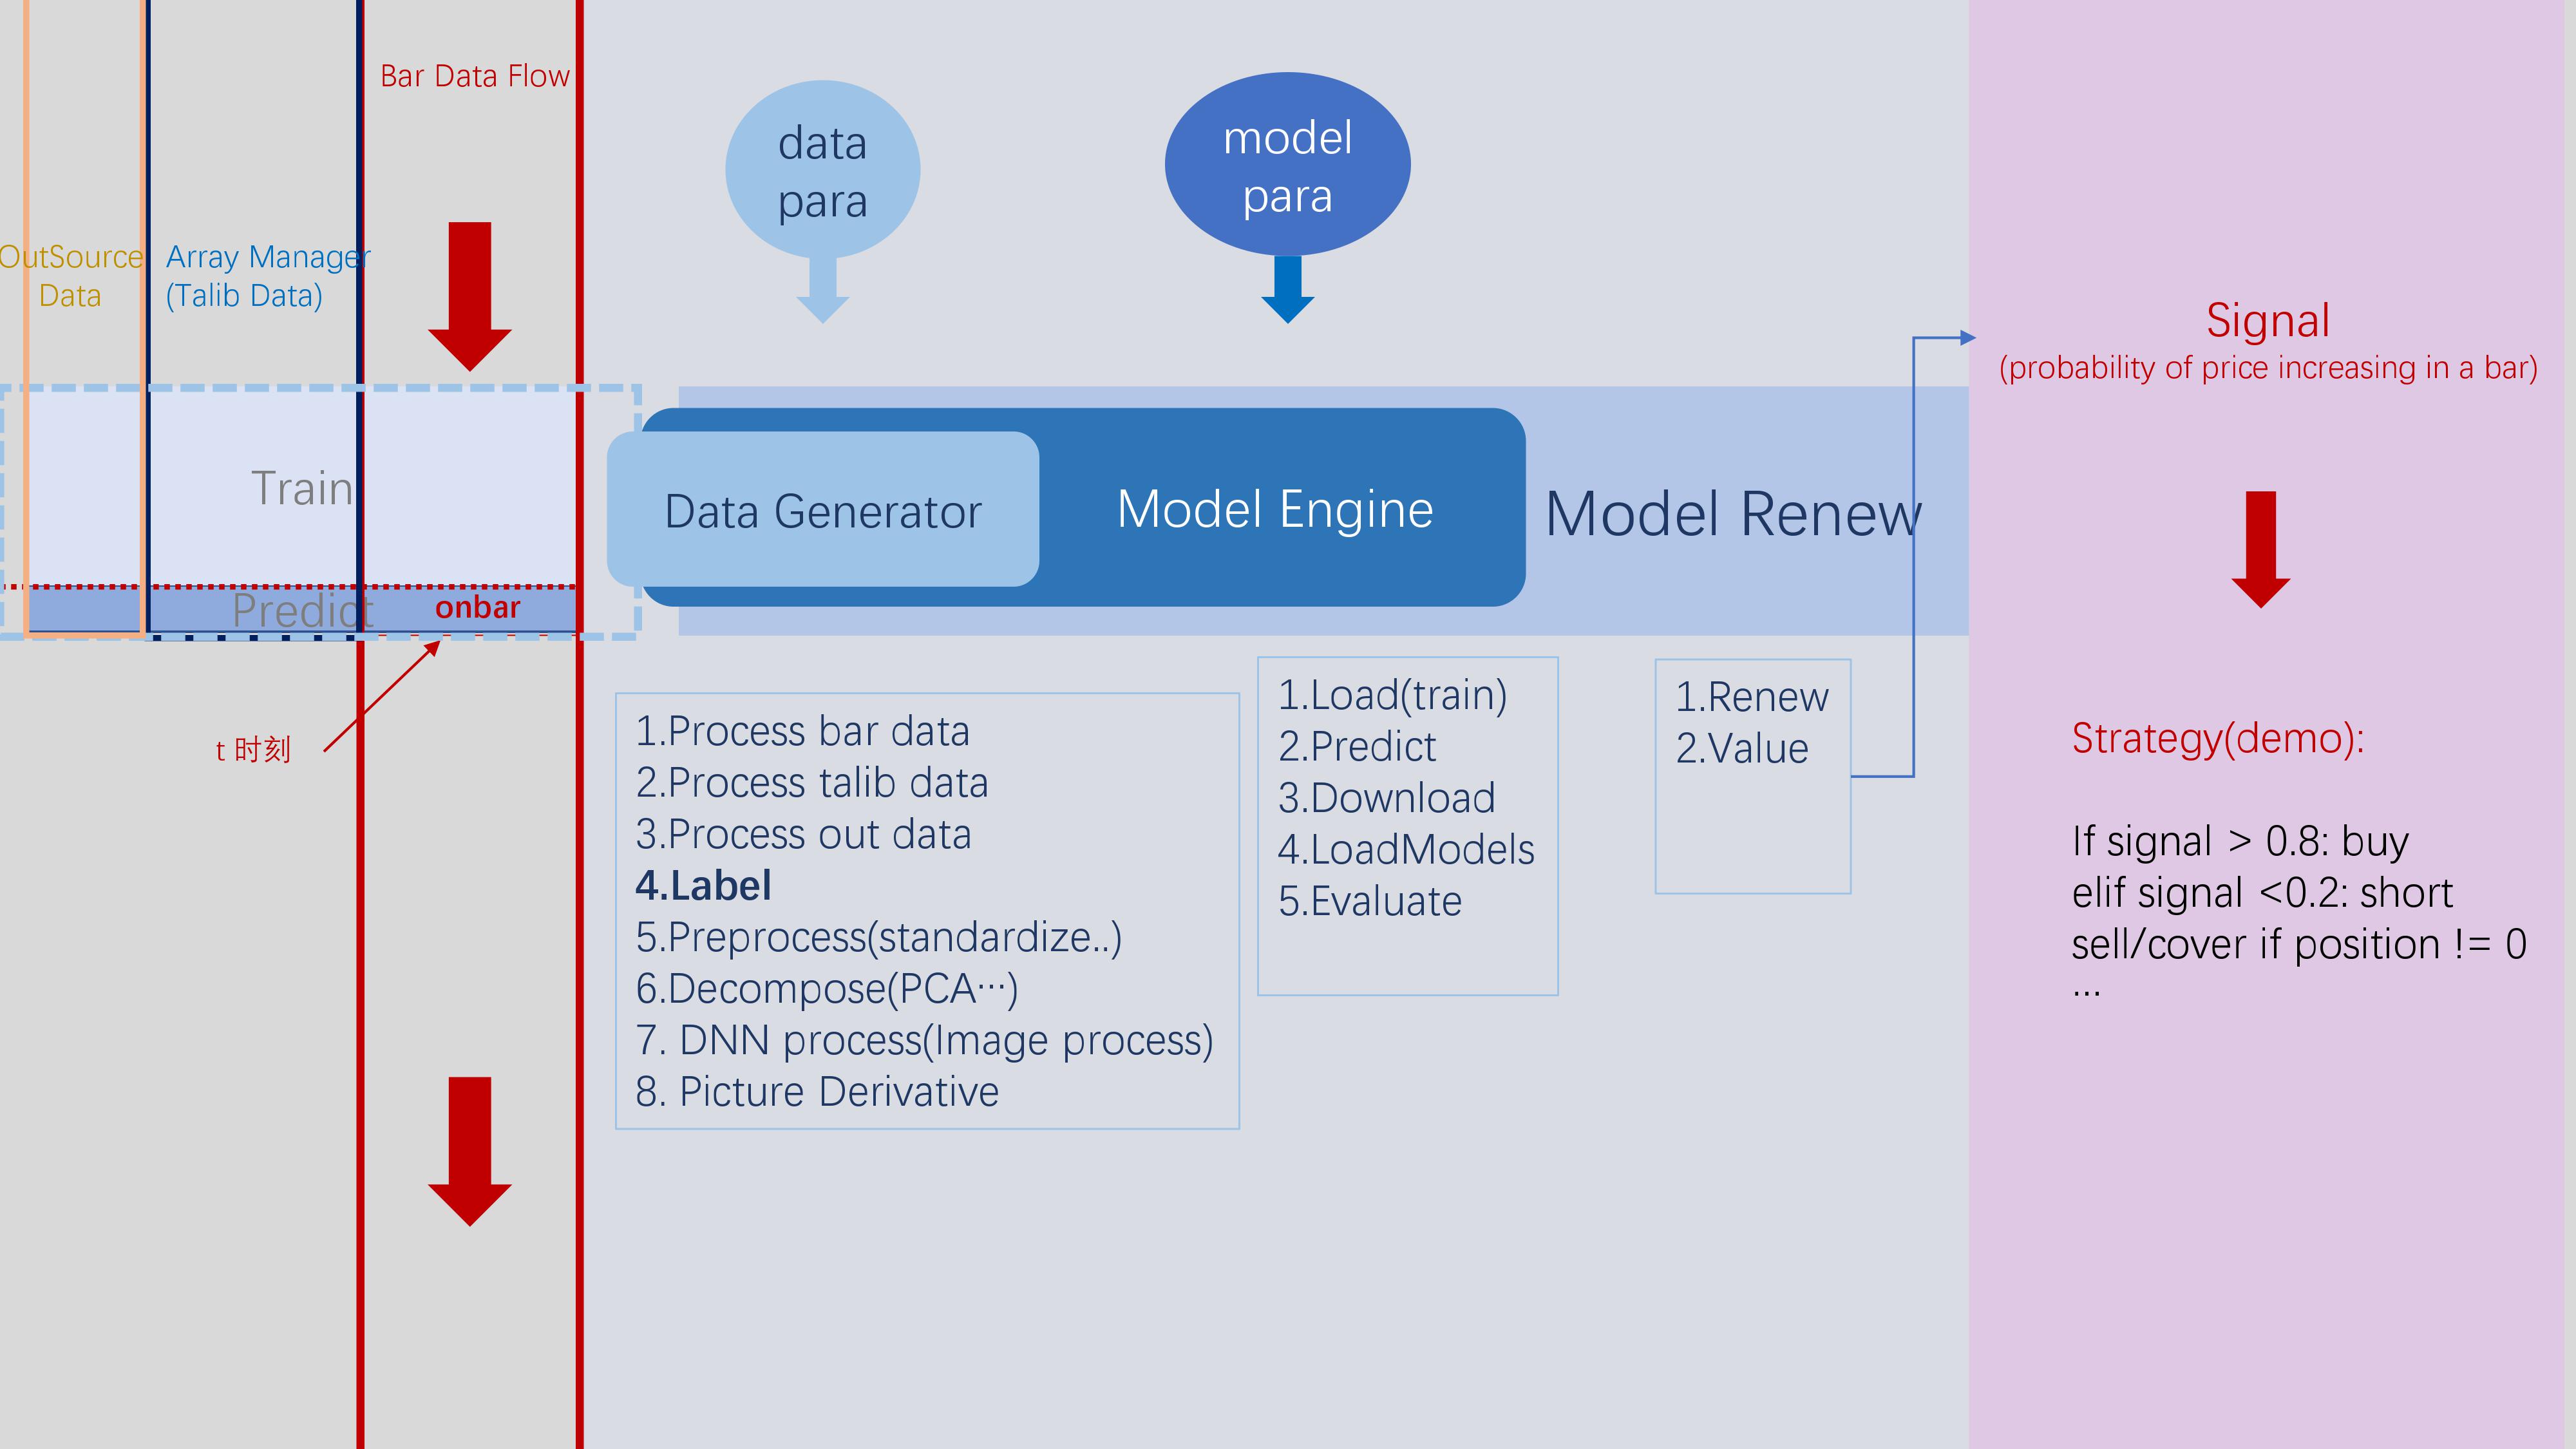 Bar Data Flow
OutSource
Data
Array Manager
(Talib Data)
data
para
model
para
Train
Predict
onbar
t 时刻
Data Generator
Model Engine
Model Renew
1.Process bar data
2.Process talib data
3.Process out data
4.Label
5.Preprocess(standardize..)
6.Decompose(PCA…)
7. DNN process(Image process)
8. Picture Derivative
1.Load(train)
2.Predict
3.Download
4.LoadModels
5.Evaluate
1.Renew
2.Value
Signal
(probability of price increasing in a bar)
Strategy(demo):
If signal > 0.8: buy
elif signal <0.2: short
sell/cover if position != 0
...